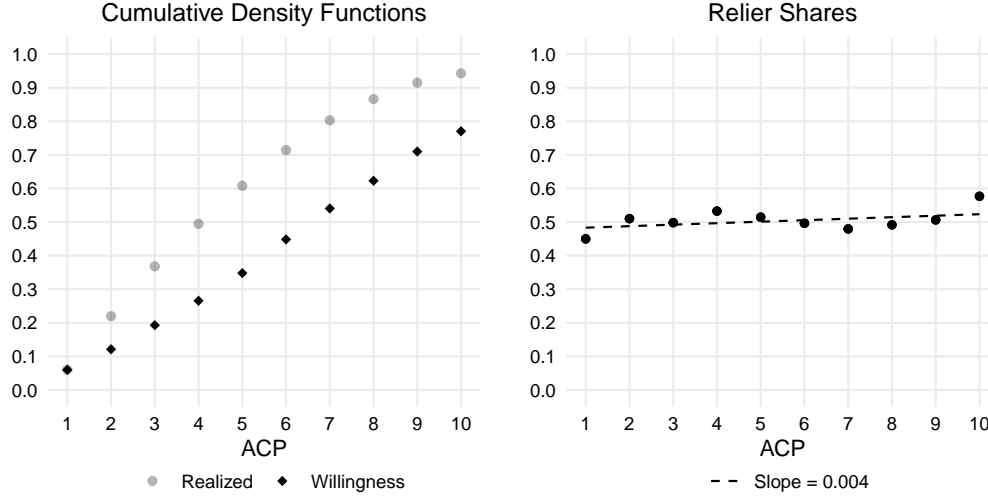 Cumulative Density Functions
1.0
0.9
0.8
0.7
0.6
0.5
0.4
0.3
0.2
0.1
0.0
1 2 3 4 5 6 7 8 9 10
ACP
Realized Willingness
Relier Shares
1.0
0.9
0.8
0.7
0.6
0.5
0.4
0.3
0.2
0.1
0.0
1 2 3 4 5 6 7 8 9 10
ACP
Slope = 0.004